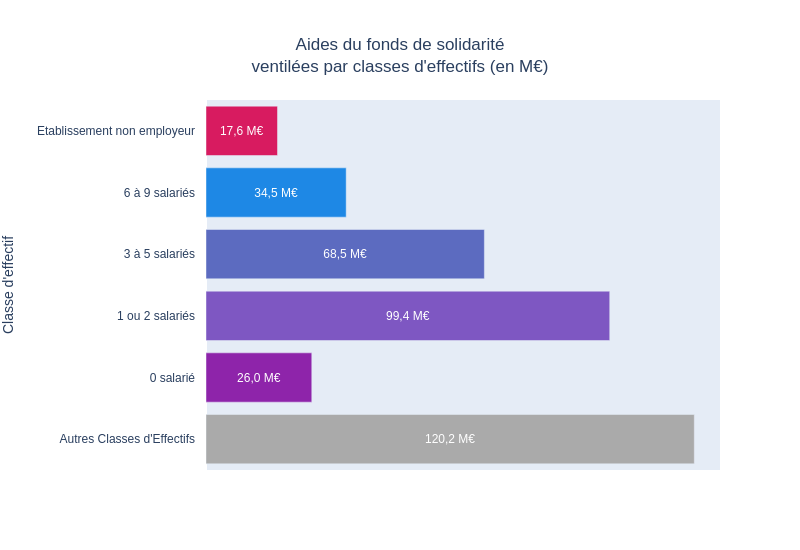 Aides du fonds de solidarité
ventilées par classes d'effectifs (en M€)
Classe d'effectif
Etablissement non employeur
17,6 M€
6 à 9 salariés
34,5 M€
3 à 5 salariés
68,5 M€
1 ou 2 salariés
99,4 M€
0 salarié
26,0 M€
Autres Classes d'Effectifs
120,2 M€